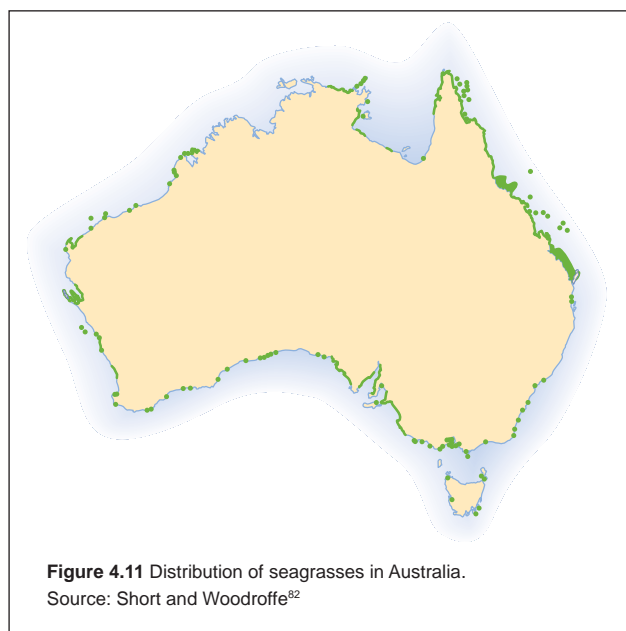 Figure 4.11 Distribution of seagrasses in Australia.
Source: Short and Woodroffe82